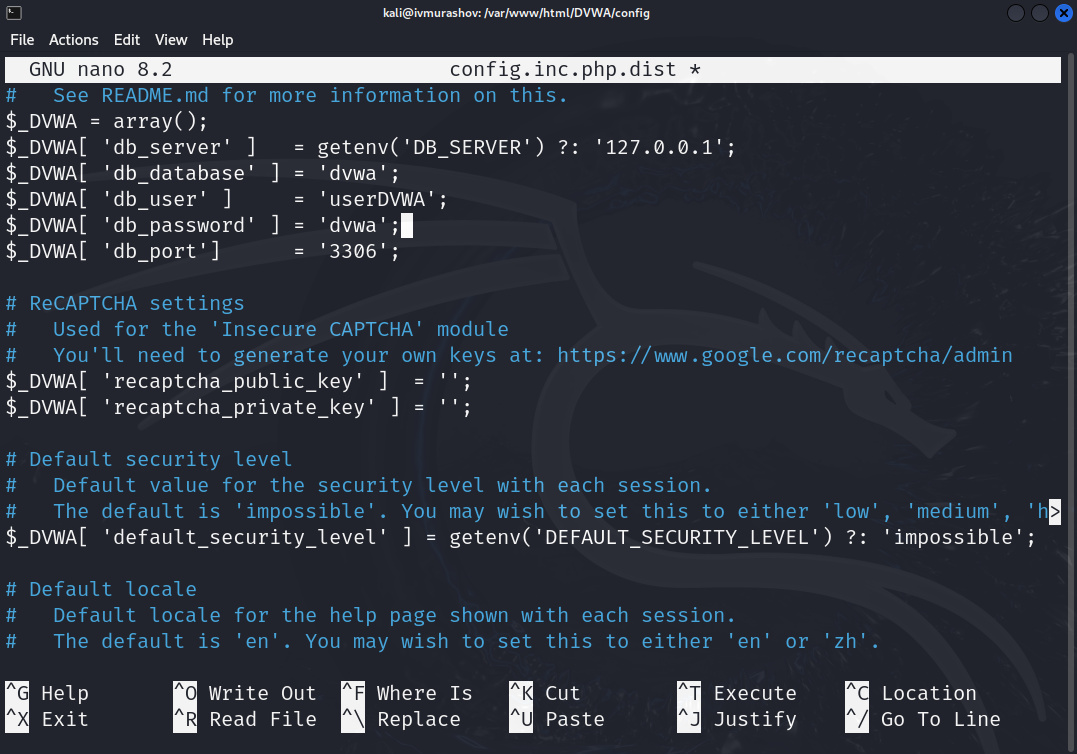 kali@ivmurashov: /var/www/html/DVWA/config
File Actions Edit View Help
GNU nano 8.2 config.inc.php.dist *
#   See README.md for more information on this.
$_DVWA = array();
$_DVWA[ 'db_server' ]   = getenv('DB_SERVER') ?: '127.0.0.1';
$_DVWA[ 'db_database' ] = 'dvwa';
$_DVWA[ 'db_user' ]     = 'userDVWA';
$_DVWA[ 'db_password' ] = 'dvwa';
$_DVWA[ 'db_port']      = '3306';
# ReCAPTCHA settings
#   Used for the 'Insecure CAPTCHA' module
#   You'll need to generate your own keys at: https://www.google.com/recaptcha/admin
$_DVWA[ 'recaptcha_public_key' ]  = '';
$_DVWA[ 'recaptcha_private_key' ] = '';
# Default security level
#   Default value for the security level with each session.
#   The default is 'impossible'. You may wish to set this to either 'low', 'medium', 'h>
$_DVWA[ 'default_security_level' ] = getenv('DEFAULT_SECURITY_LEVEL') ?: 'impossible';
# Default locale
#   Default locale for the help page shown with each session.
#   The default is 'en'. You may wish to set this to either 'en' or 'zh'.
^G Help ^O Write Out ^F Where Is ^K Cut ^T Execute ^C Location
^X Exit ^R Read File ^\ Replace ^U Paste ^J Justify ^/ Go To Line